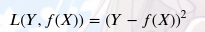 L(Y, f(X)) = (Y − f(X))²